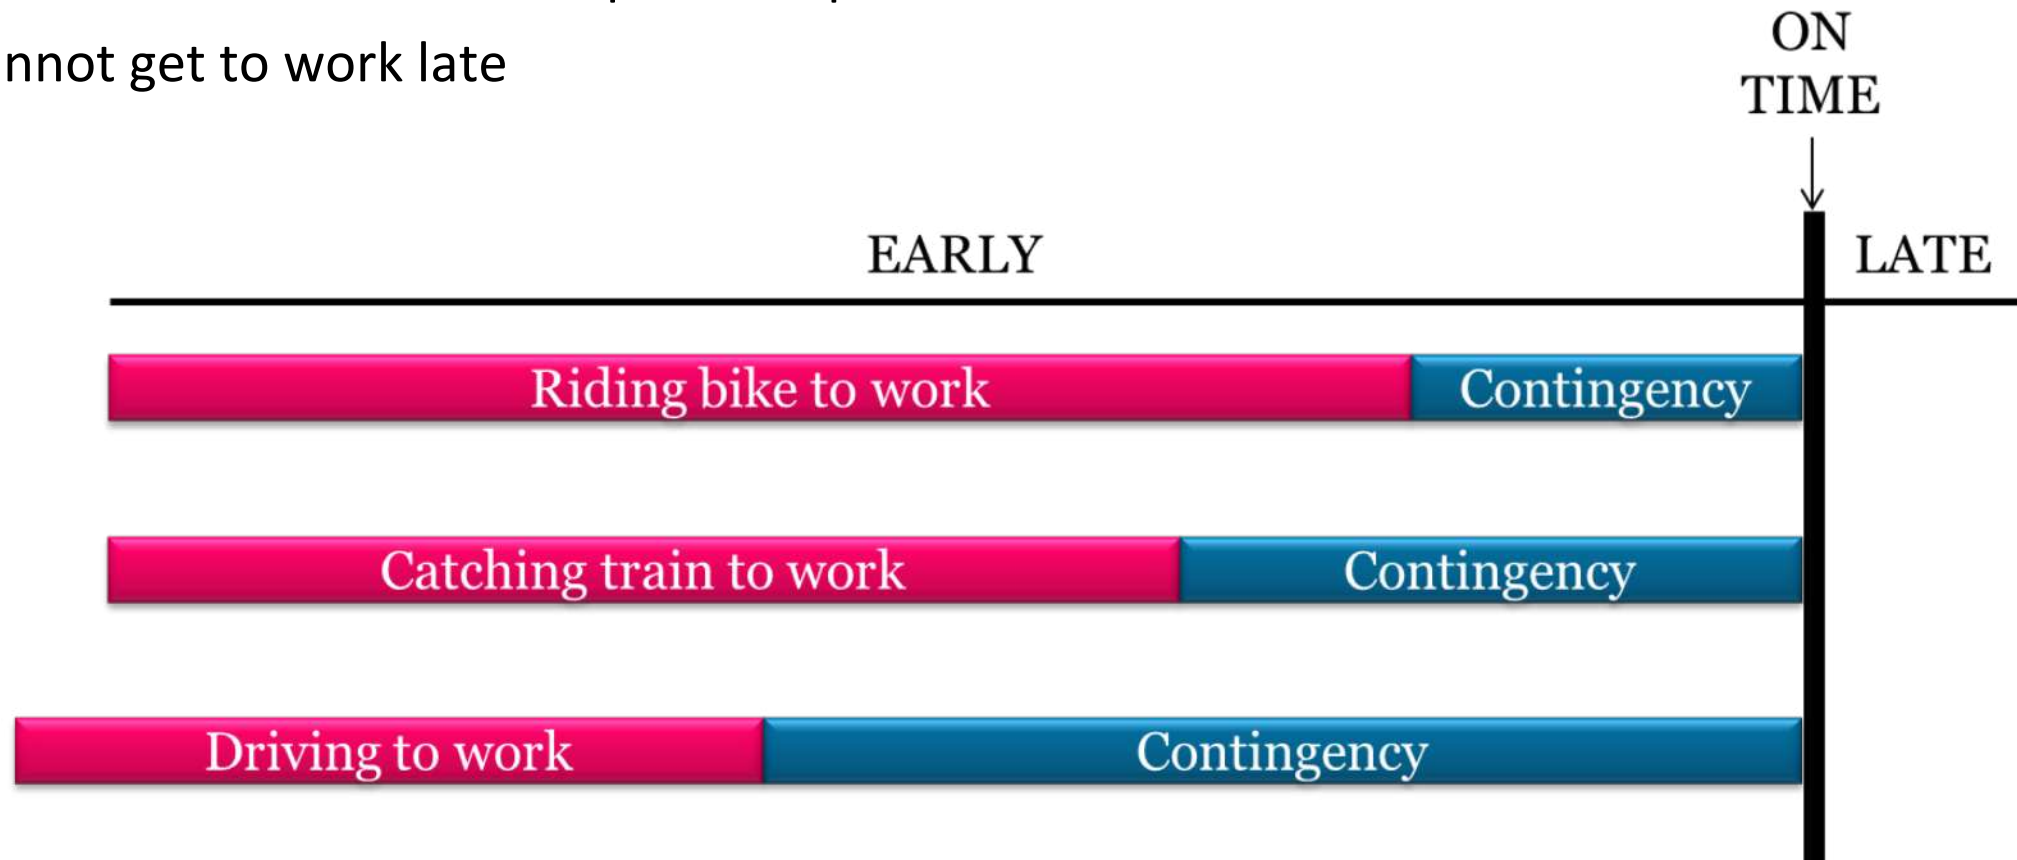 nnot get to work late
ON
TIME
EARLY
LATE
Riding bike to work
Contingency
Catching train to work
Contingency
Driving to work
Contingency